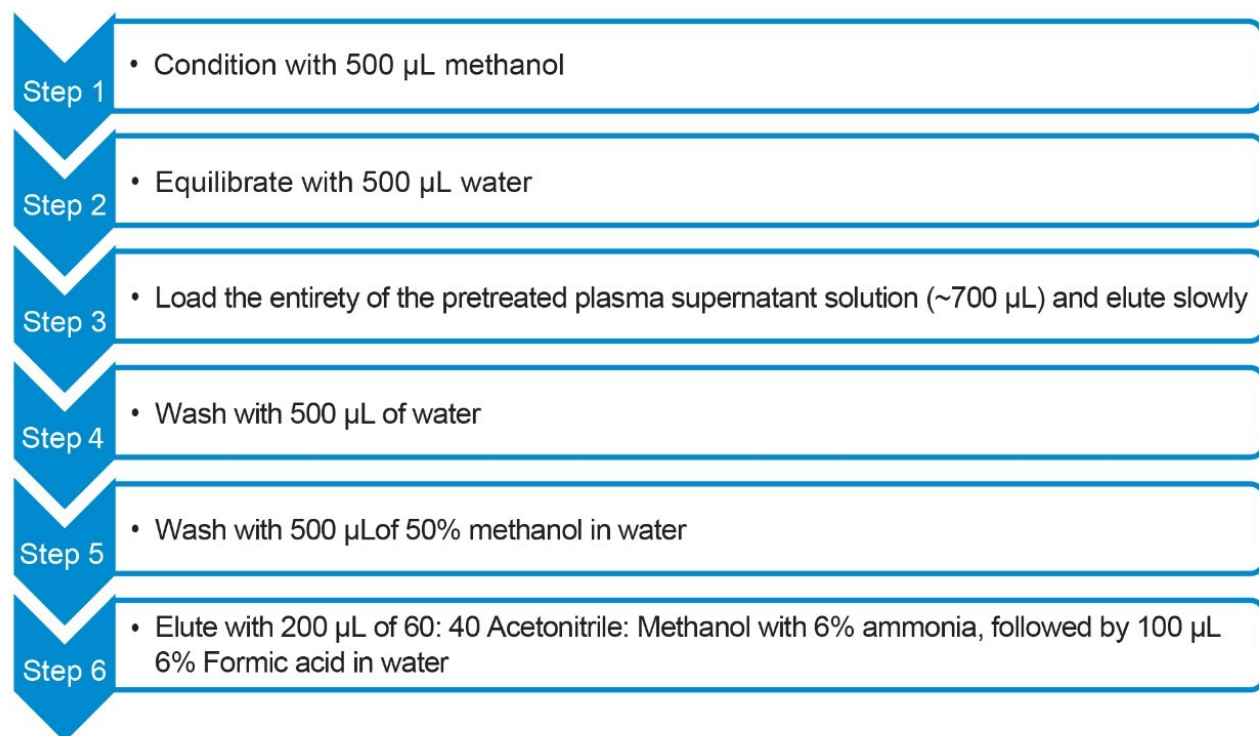 Step 1
• Condition with 500 µL methanol
Step 2
• Equilibrate with 500 µL water
Step 3
• Load the entirety of the pretreated plasma supernatant solution (~700 µL) and elute slowly
Step 4
• Wash with 500 µL of water
Step 5
• Wash with 500 µLof 50% methanol in water
Step 6
• Elute with 200 µL of 60: 40 Acetonitrile: Methanol with 6% ammonia, followed by 100 µL
6% Formic acid in water